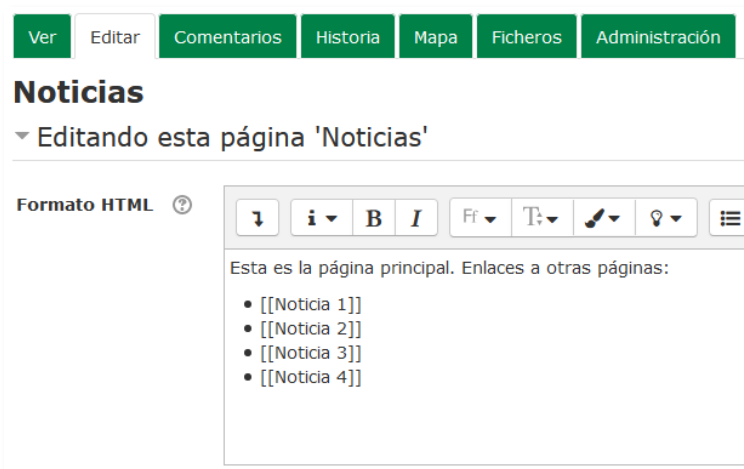 Ver Editar Comentarios Historia Mapa Ficheros Administración
Noticias
Editando esta página 'Noticias'
Formato HTML ?
i B I Ff T
Esta es la página principal. Enlaces a otras páginas:
• [[Noticia 1]]
• [[Noticia 2]]
• [[Noticia 3]]
• [[Noticia 4]]